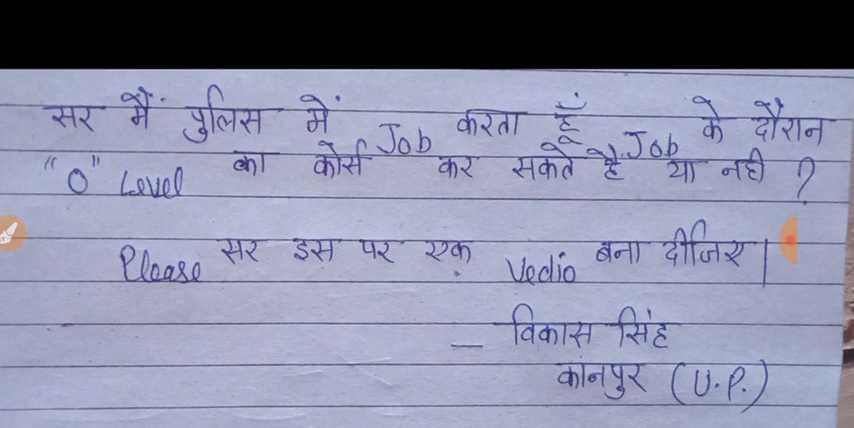 सर मैं पुलिस में Job करता हूँ Job के दौरान
"O" Level का कोर्स कर सकते है या नही ?
Please सर इस पर एक Vedio बना दीजिए |
— विकास सिंह
कानपुर (U.P.)